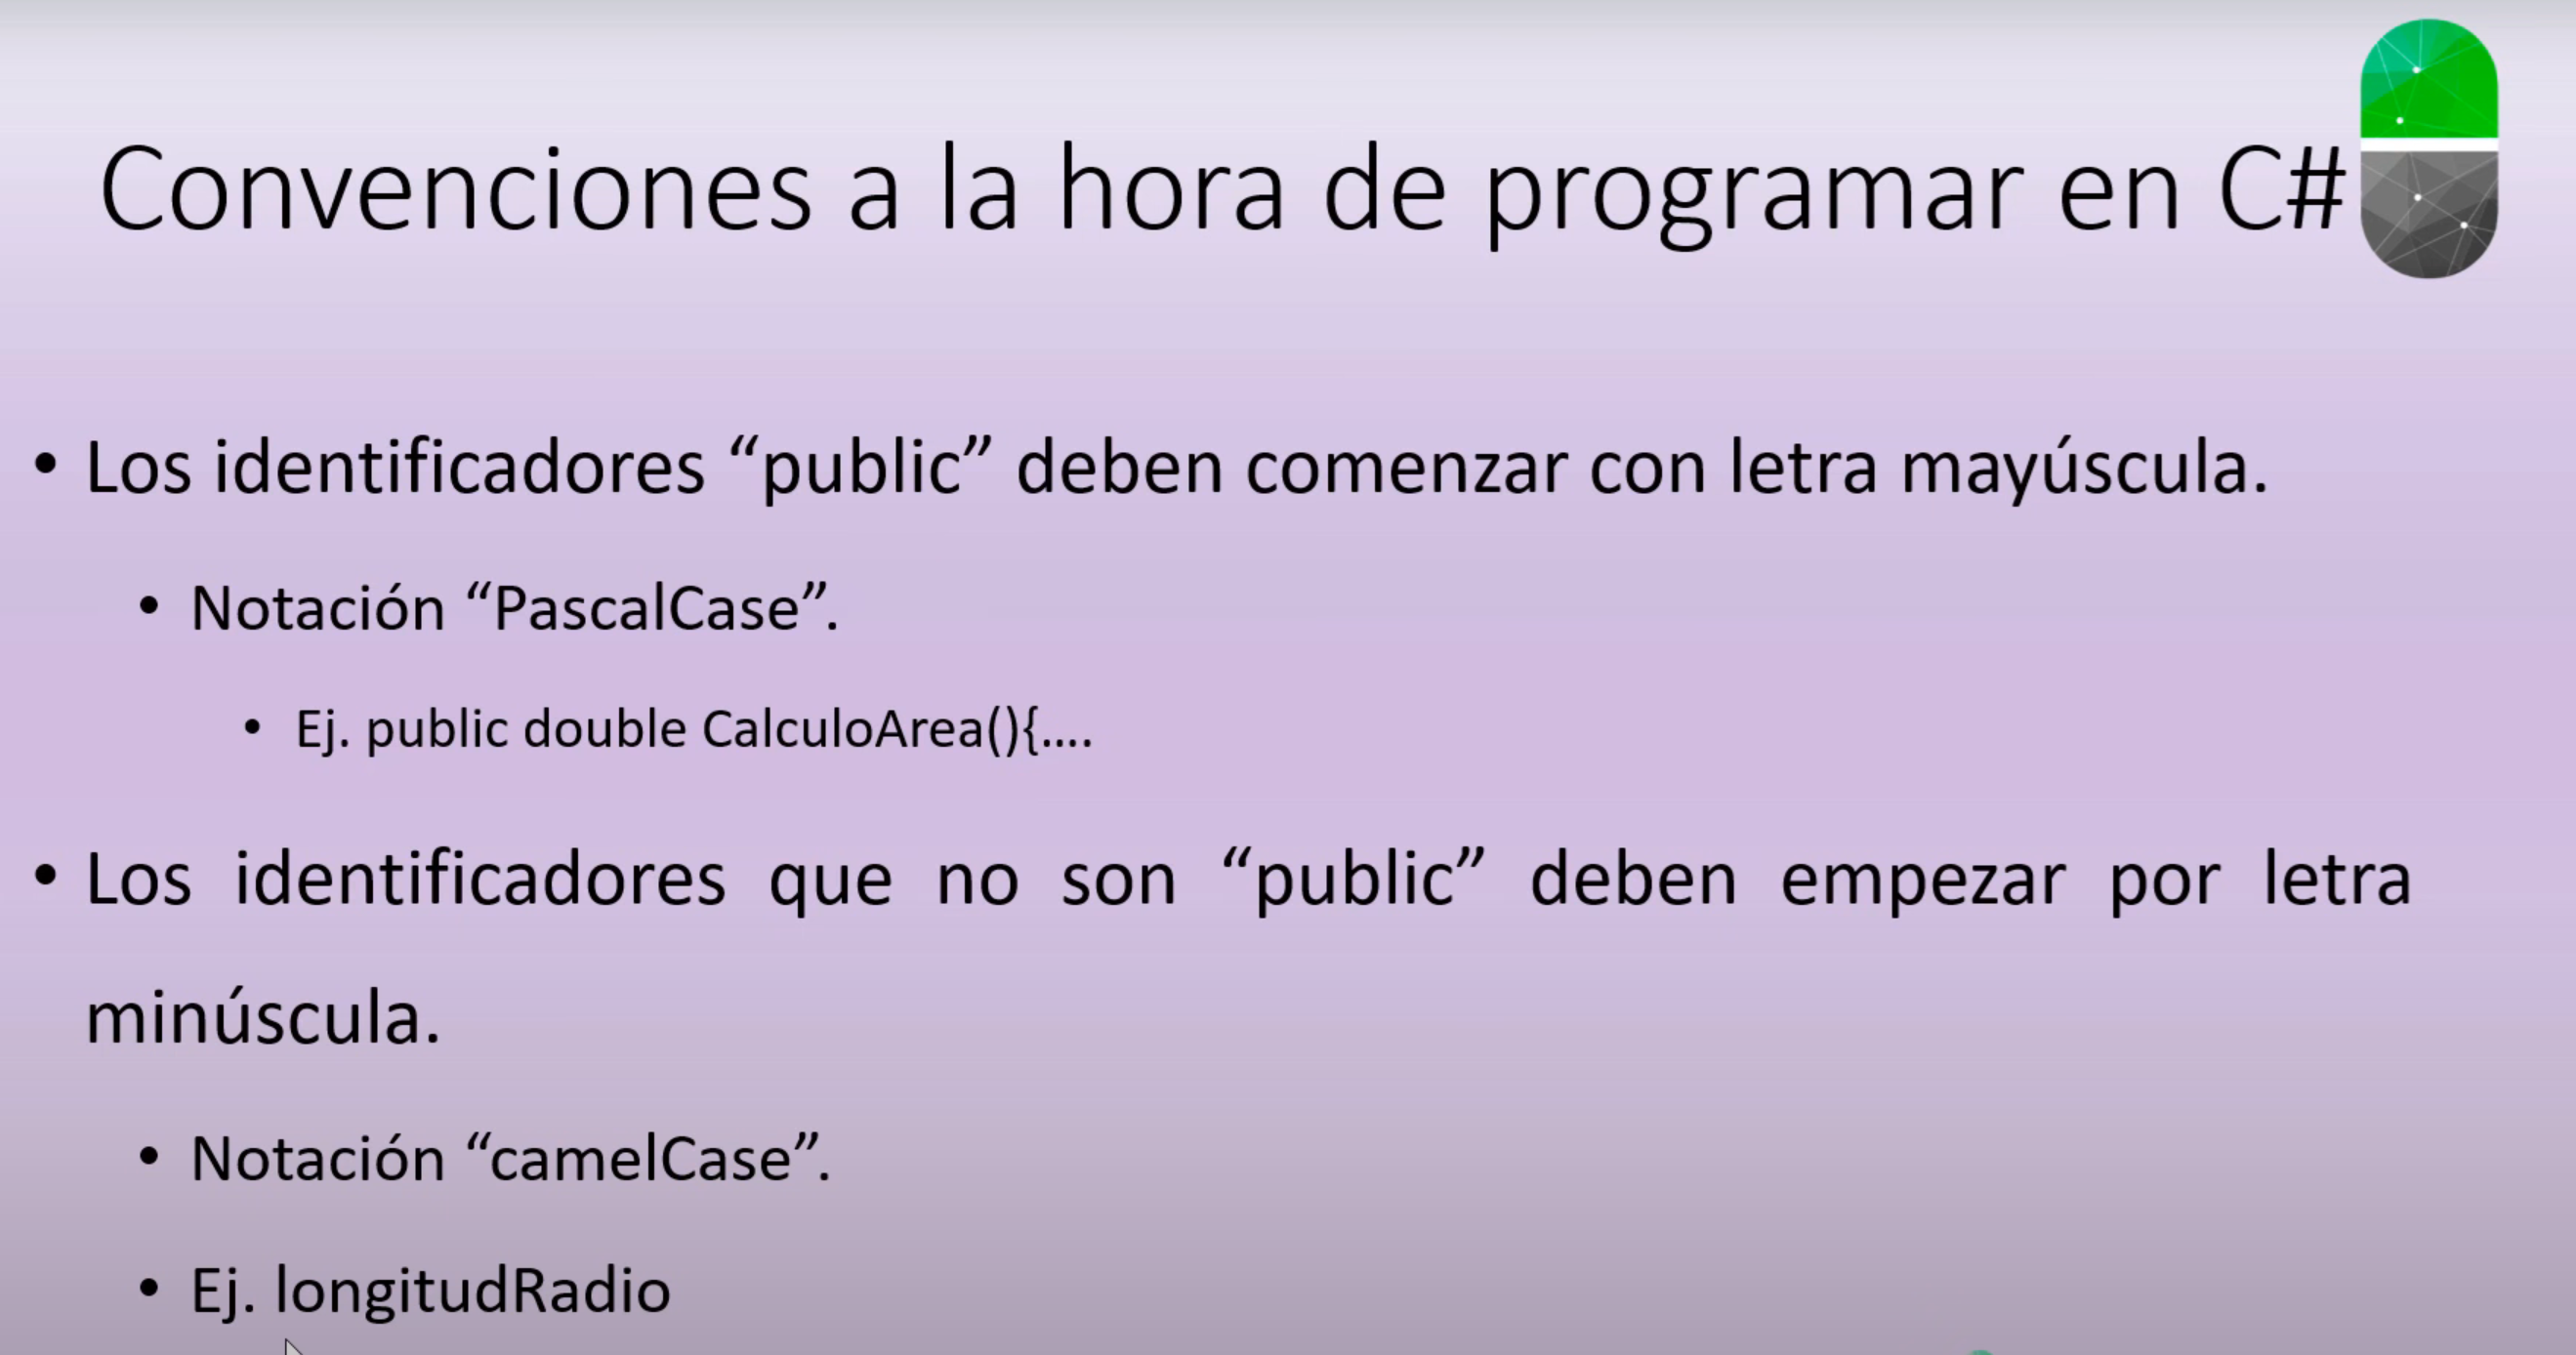 Convenciones a la hora de programar en C#
• Los identificadores “public” deben comenzar con letra mayúscula.
• Notación “PascalCase”.
• Ej. public double CalculoArea(){....
• Los identificadores que no son “public” deben empezar por letra
minúscula.
• Notación “camelCase”.
• Ej. longitudRadio